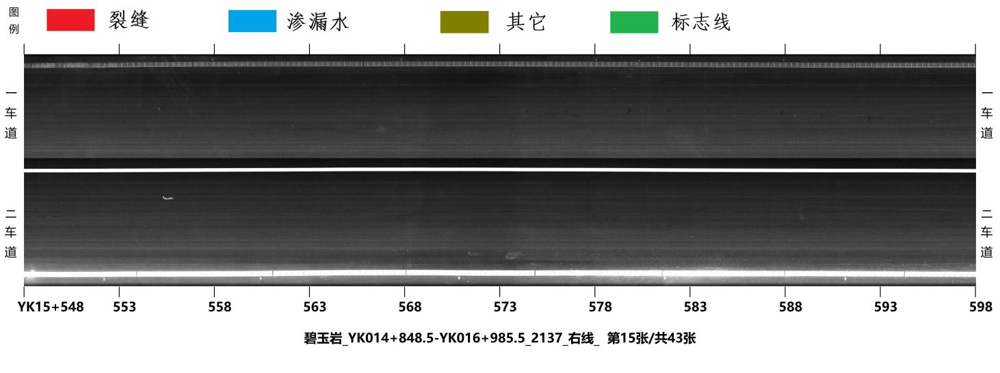 图例 裂缝 渗漏水 其它 标志线
一车道 一车道
二车道 二车道
YK15+548 553 558 563 568 573 578 583 588 593 598
碧玉岩_YK014+848.5-YK016+985.5_2137_右线_ 第15张/共43张